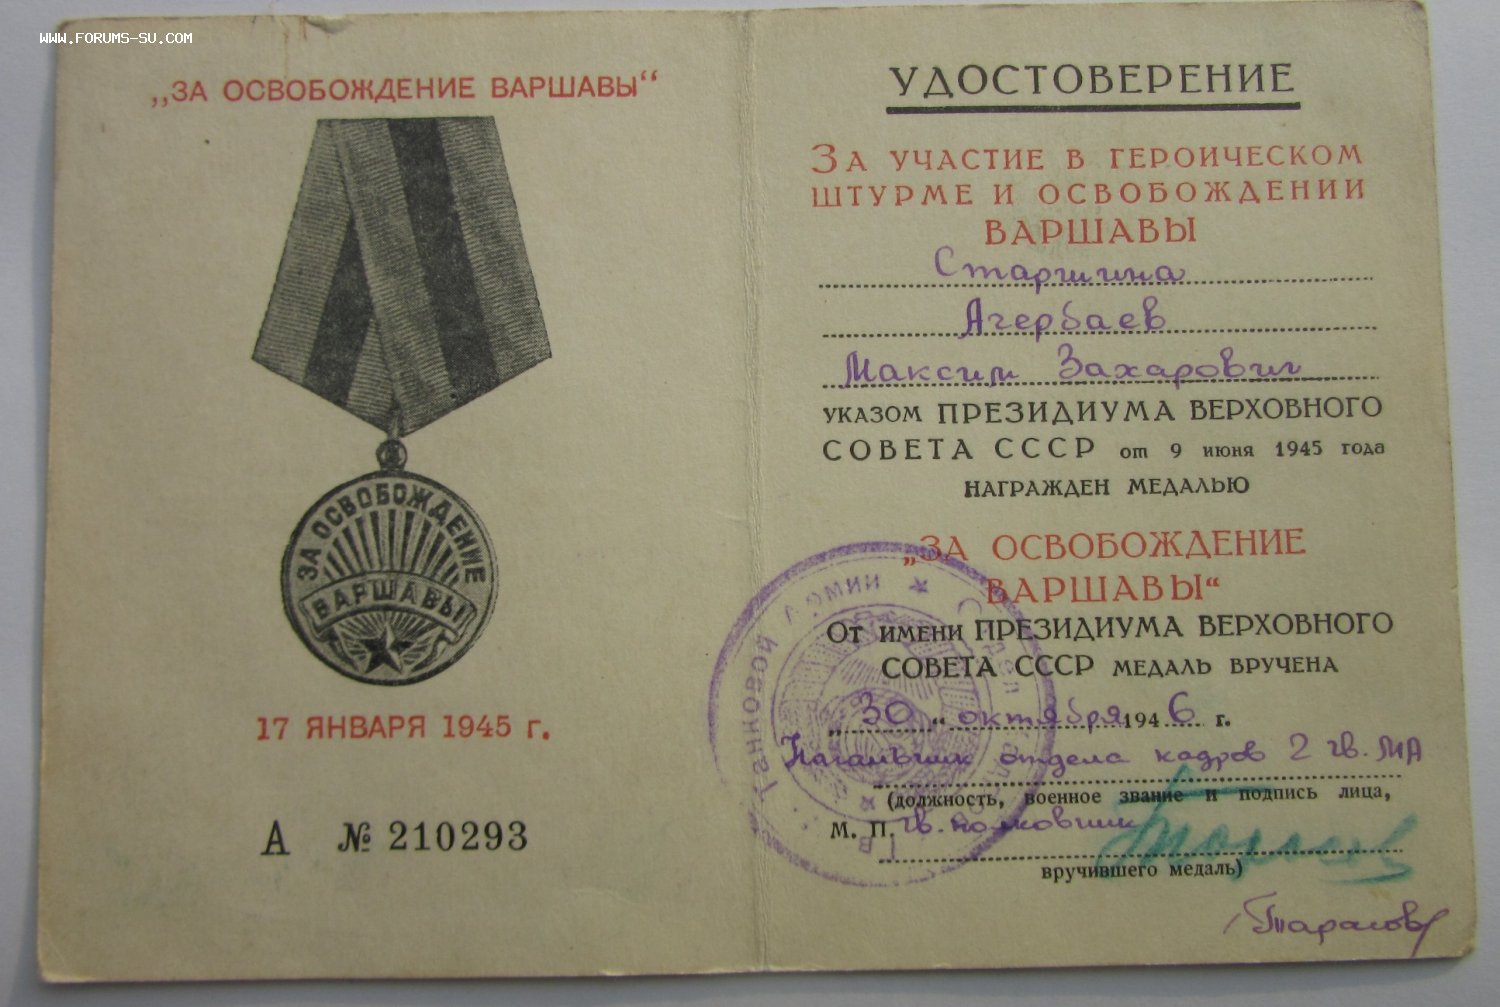 WWW.FORUMS-SU.COM
„ЗА ОСВОБОЖДЕНИЕ ВАРШАВЫ“
ЗА ОСВОБОЖДЕНИЕ
ВАРШАВЫ
17 ЯНВАРЯ 1945 г.
А № 210293
УДОСТОВЕРЕНИЕ
ЗА УЧАСТИЕ В ГЕРОИЧЕСКОМ
ШТУРМЕ И ОСВОБОЖДЕНИИ
ВАРШАВЫ
Старшина
Агербаев
Максим Захарович
УКАЗОМ ПРЕЗИДИУМА ВЕРХОВНОГО
СОВЕТА СССР от 9 июня 1945 года
НАГРАЖДЕН МЕДАЛЬЮ
„ЗА ОСВОБОЖДЕНИЕ
ВАРШАВЫ“
ОТ ИМЕНИ ПРЕЗИДИУМА ВЕРХОВНОГО
СОВЕТА СССР МЕДАЛЬ ВРУЧЕНА
„30“ октября 1946 г.
Начальник отдела кадров 2 гв. МА
(должность, военное звание и подпись лица,
М. П. гв. полковник
вручившего медаль)
Тарасов
Танковой Армии